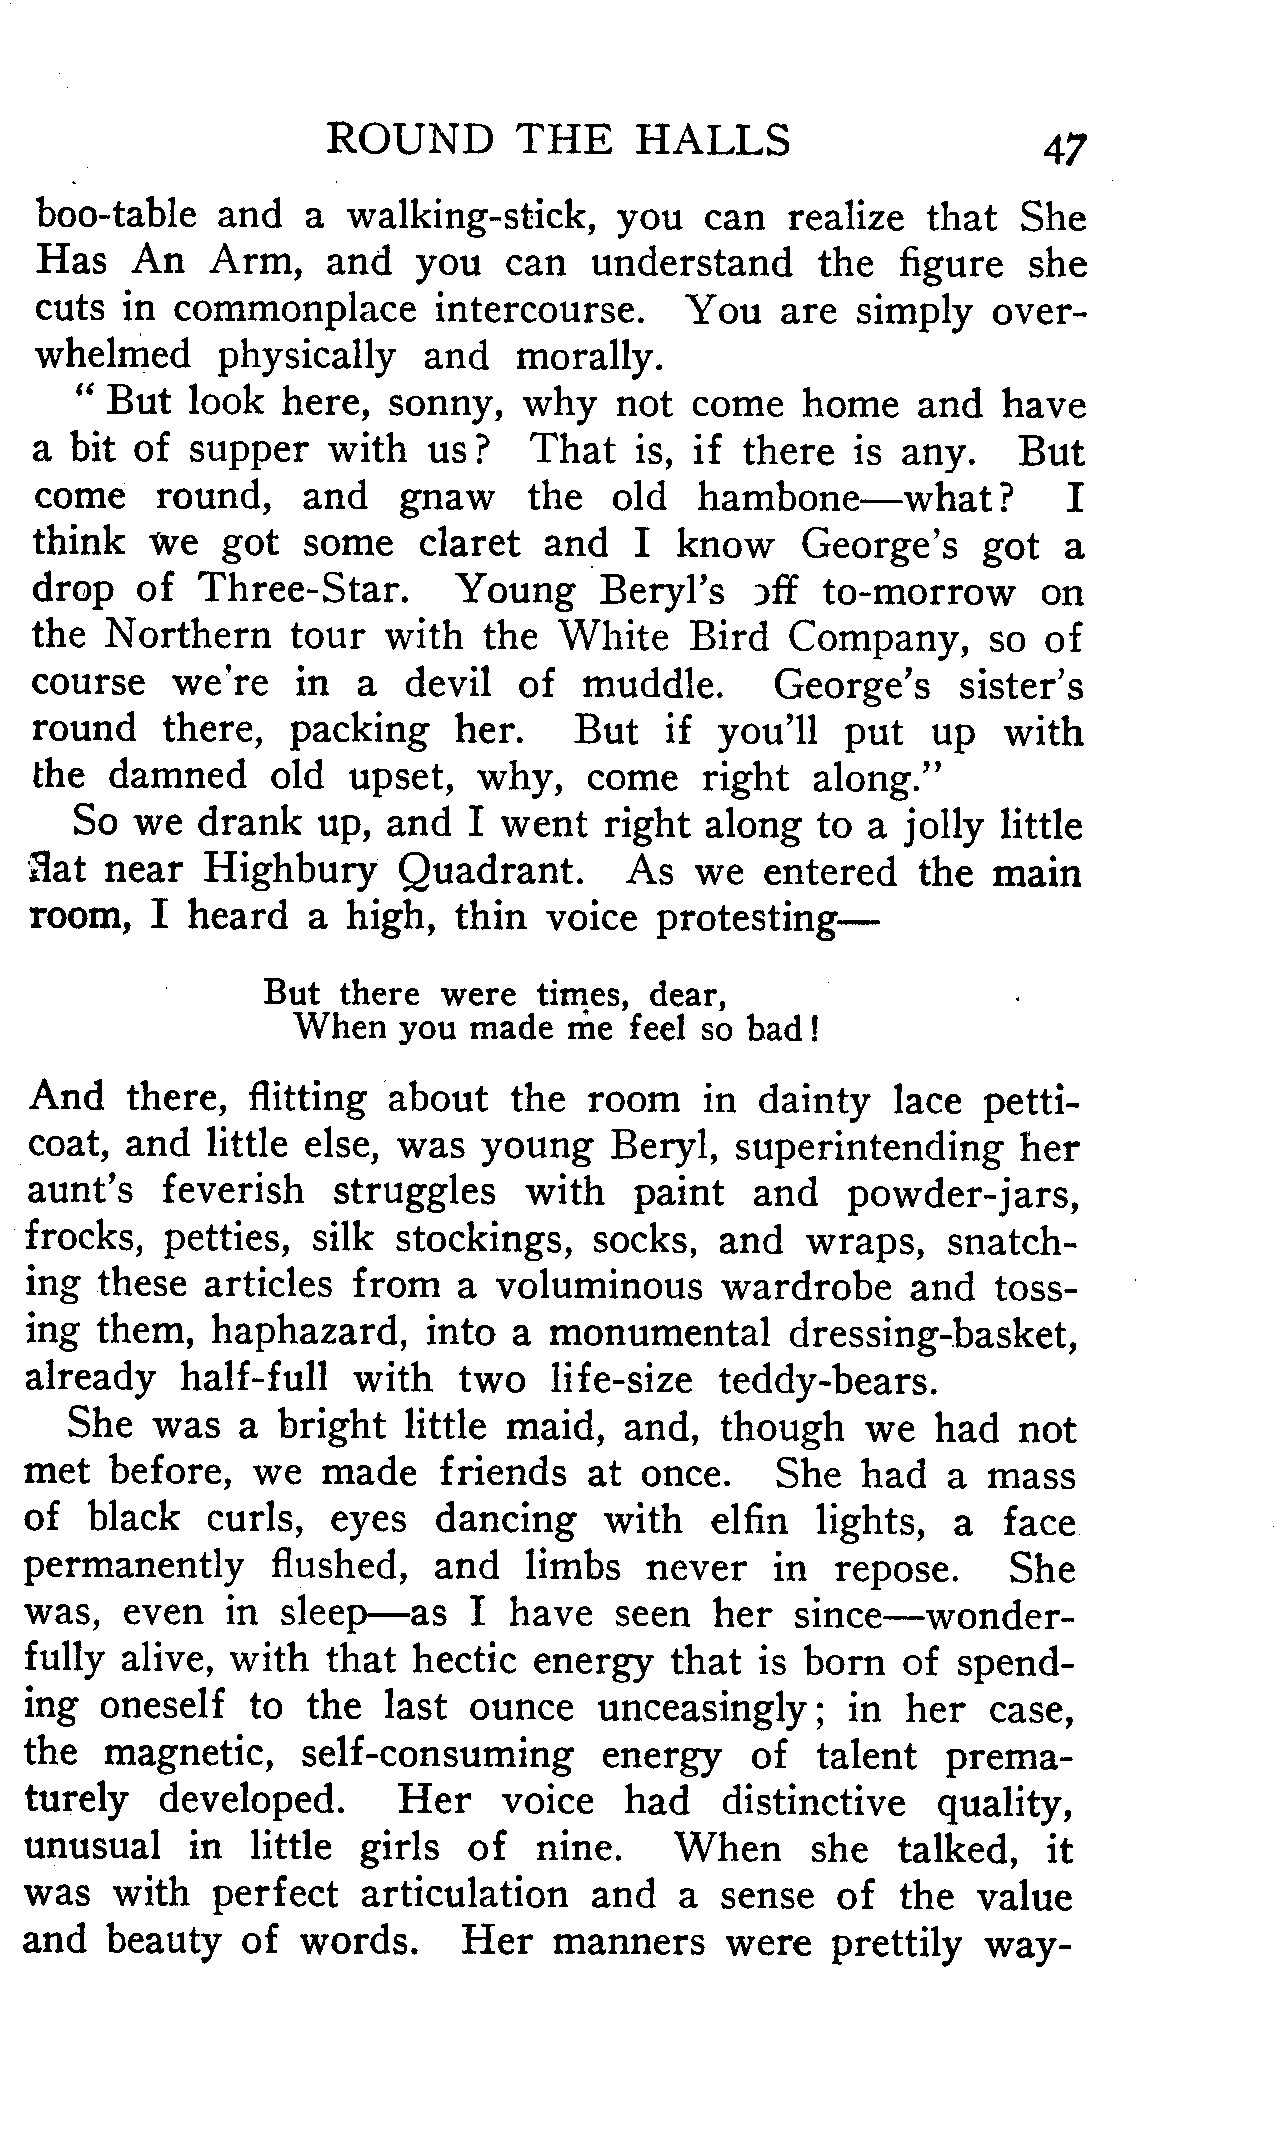 ROUND THE HALLS 47
boo-table and a walking-stick, you can realize that She
Has An Arm, and you can understand the figure she
cuts in commonplace intercourse. You are simply over-
whelmed physically and morally.
“ But look here, sonny, why not come home and have
a bit of supper with us? That is, if there is any. But
come round, and gnaw the old hambone—what? I
think we got some claret and I know George's got a
drop of Three-Star. Young Beryl's off to-morrow on
the Northern tour with the White Bird Company, so of
course we're in a devil of muddle. George's sister's
round there, packing her. But if you'll put up with
the damned old upset, why, come right along.”
So we drank up, and I went right along to a jolly little
flat near Highbury Quadrant. As we entered the main
room, I heard a high, thin voice protesting—
But there were times, dear,
When you made me feel so bad!
And there, flitting about the room in dainty lace petti-
coat, and little else, was young Beryl, superintending her
aunt's feverish struggles with paint and powder-jars,
frocks, petties, silk stockings, socks, and wraps, snatch-
ing these articles from a voluminous wardrobe and toss-
ing them, haphazard, into a monumental dressing-basket,
already half-full with two life-size teddy-bears.
She was a bright little maid, and, though we had not
met before, we made friends at once. She had a mass
of black curls, eyes dancing with elfin lights, a face
permanently flushed, and limbs never in repose. She
was, even in sleep—as I have seen her since—wonder-
fully alive, with that hectic energy that is born of spend-
ing oneself to the last ounce unceasingly; in her case,
the magnetic, self-consuming energy of talent prema-
turely developed. Her voice had distinctive quality,
unusual in little girls of nine. When she talked, it
was with perfect articulation and a sense of the value
and beauty of words. Her manners were prettily way-